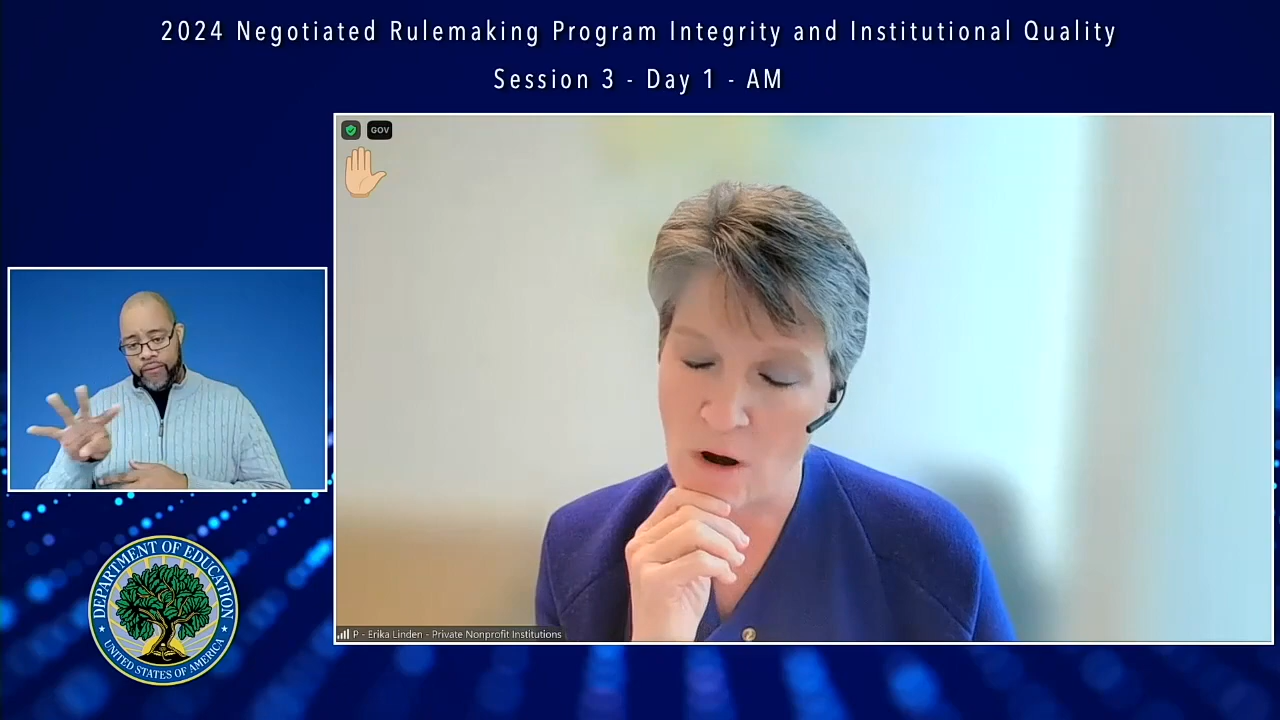 2024 Negotiated Rulemaking Program Integrity and Institutional Quality
Session 3 - Day 1 - AM
GOV
P - Erika Linden - Private Nonprofit Institutions
DEPARTMENT OF EDUCATION
UNITED STATES OF AMERICA